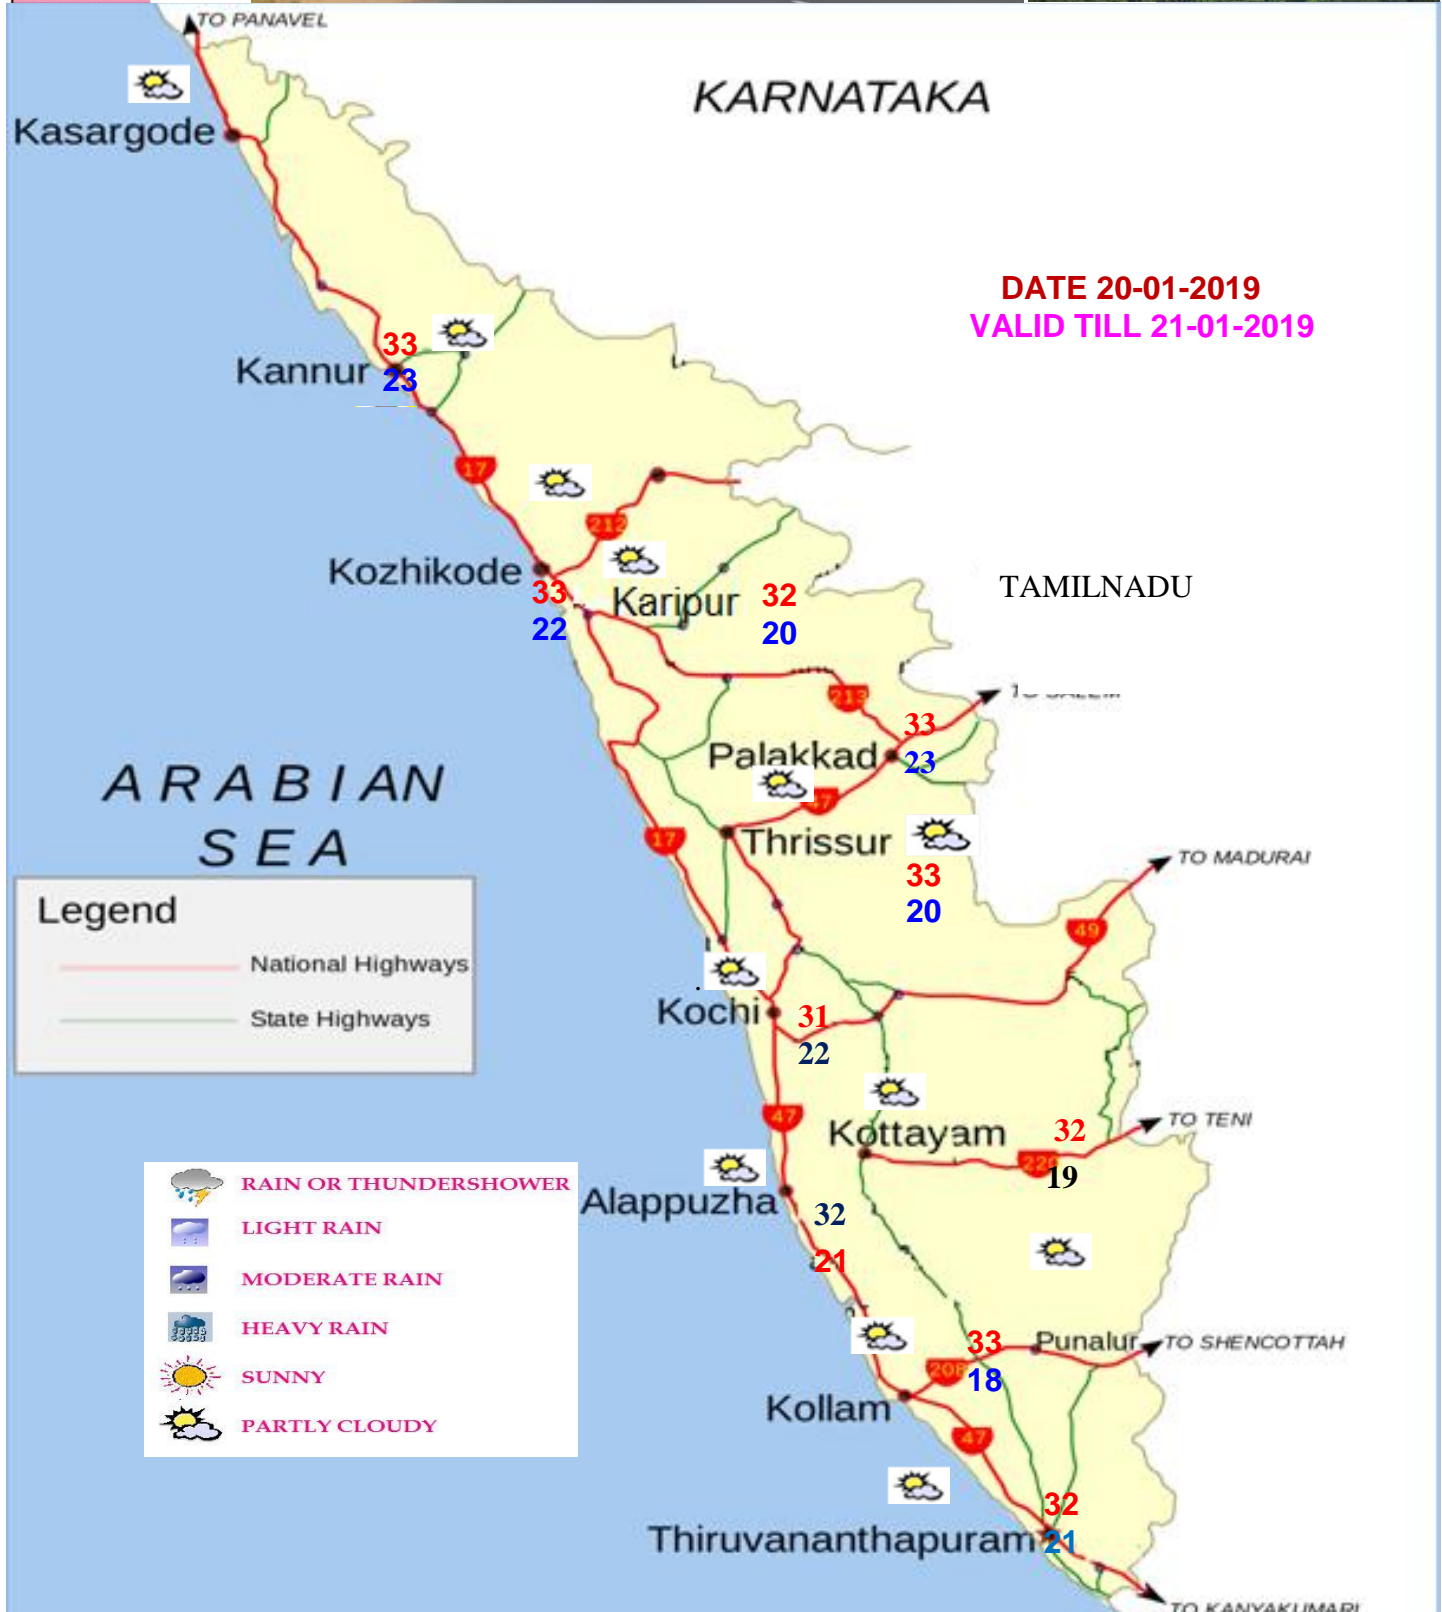 TO PANAVEL
KARNATAKA
Kasargode
DATE 20-01-2019
VALID TILL 21-01-2019
33
Kannur
23
17
212
Kozhikode
33
22
Karipur
32
20
TAMILNADU
TO SALEM
213
33
Palakkad
23
47
ARABIAN
SEA
17
Thrissur
33
20
TO MADURAI
49
Legend
National Highways
State Highways
Kochi
31
22
47
Kottayam
32
19
TO TENI
RAIN OR THUNDERSHOWER
LIGHT RAIN
MODERATE RAIN
HEAVY RAIN
SUNNY
PARTLY CLOUDY
Alappuzha
32
21
33
18
Punalur
TO SHENCOTTAH
208
Kollam
47
32
Thiruvananthapuram
21
TO KANYAKUMARI